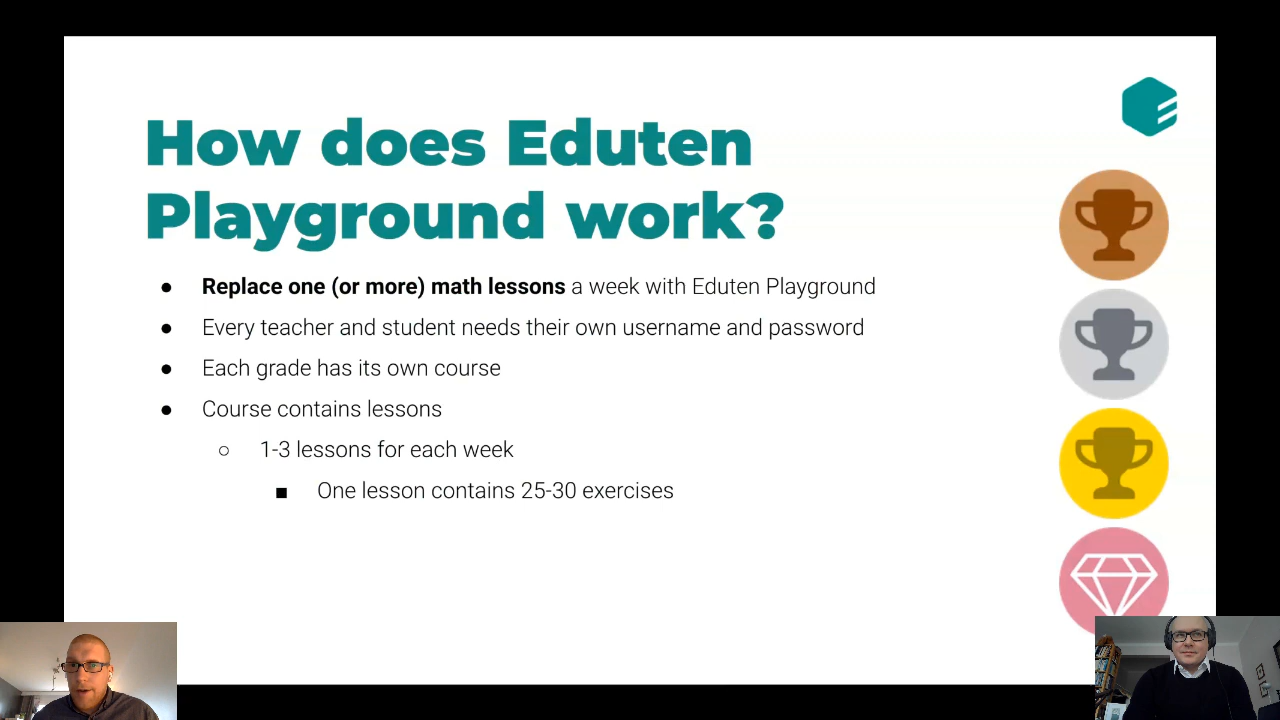 How does Eduten
Playground work?
● Replace one (or more) math lessons a week with Eduten Playground
● Every teacher and student needs their own username and password
● Each grade has its own course
● Course contains lessons
○ 1-3 lessons for each week
■ One lesson contains 25-30 exercises